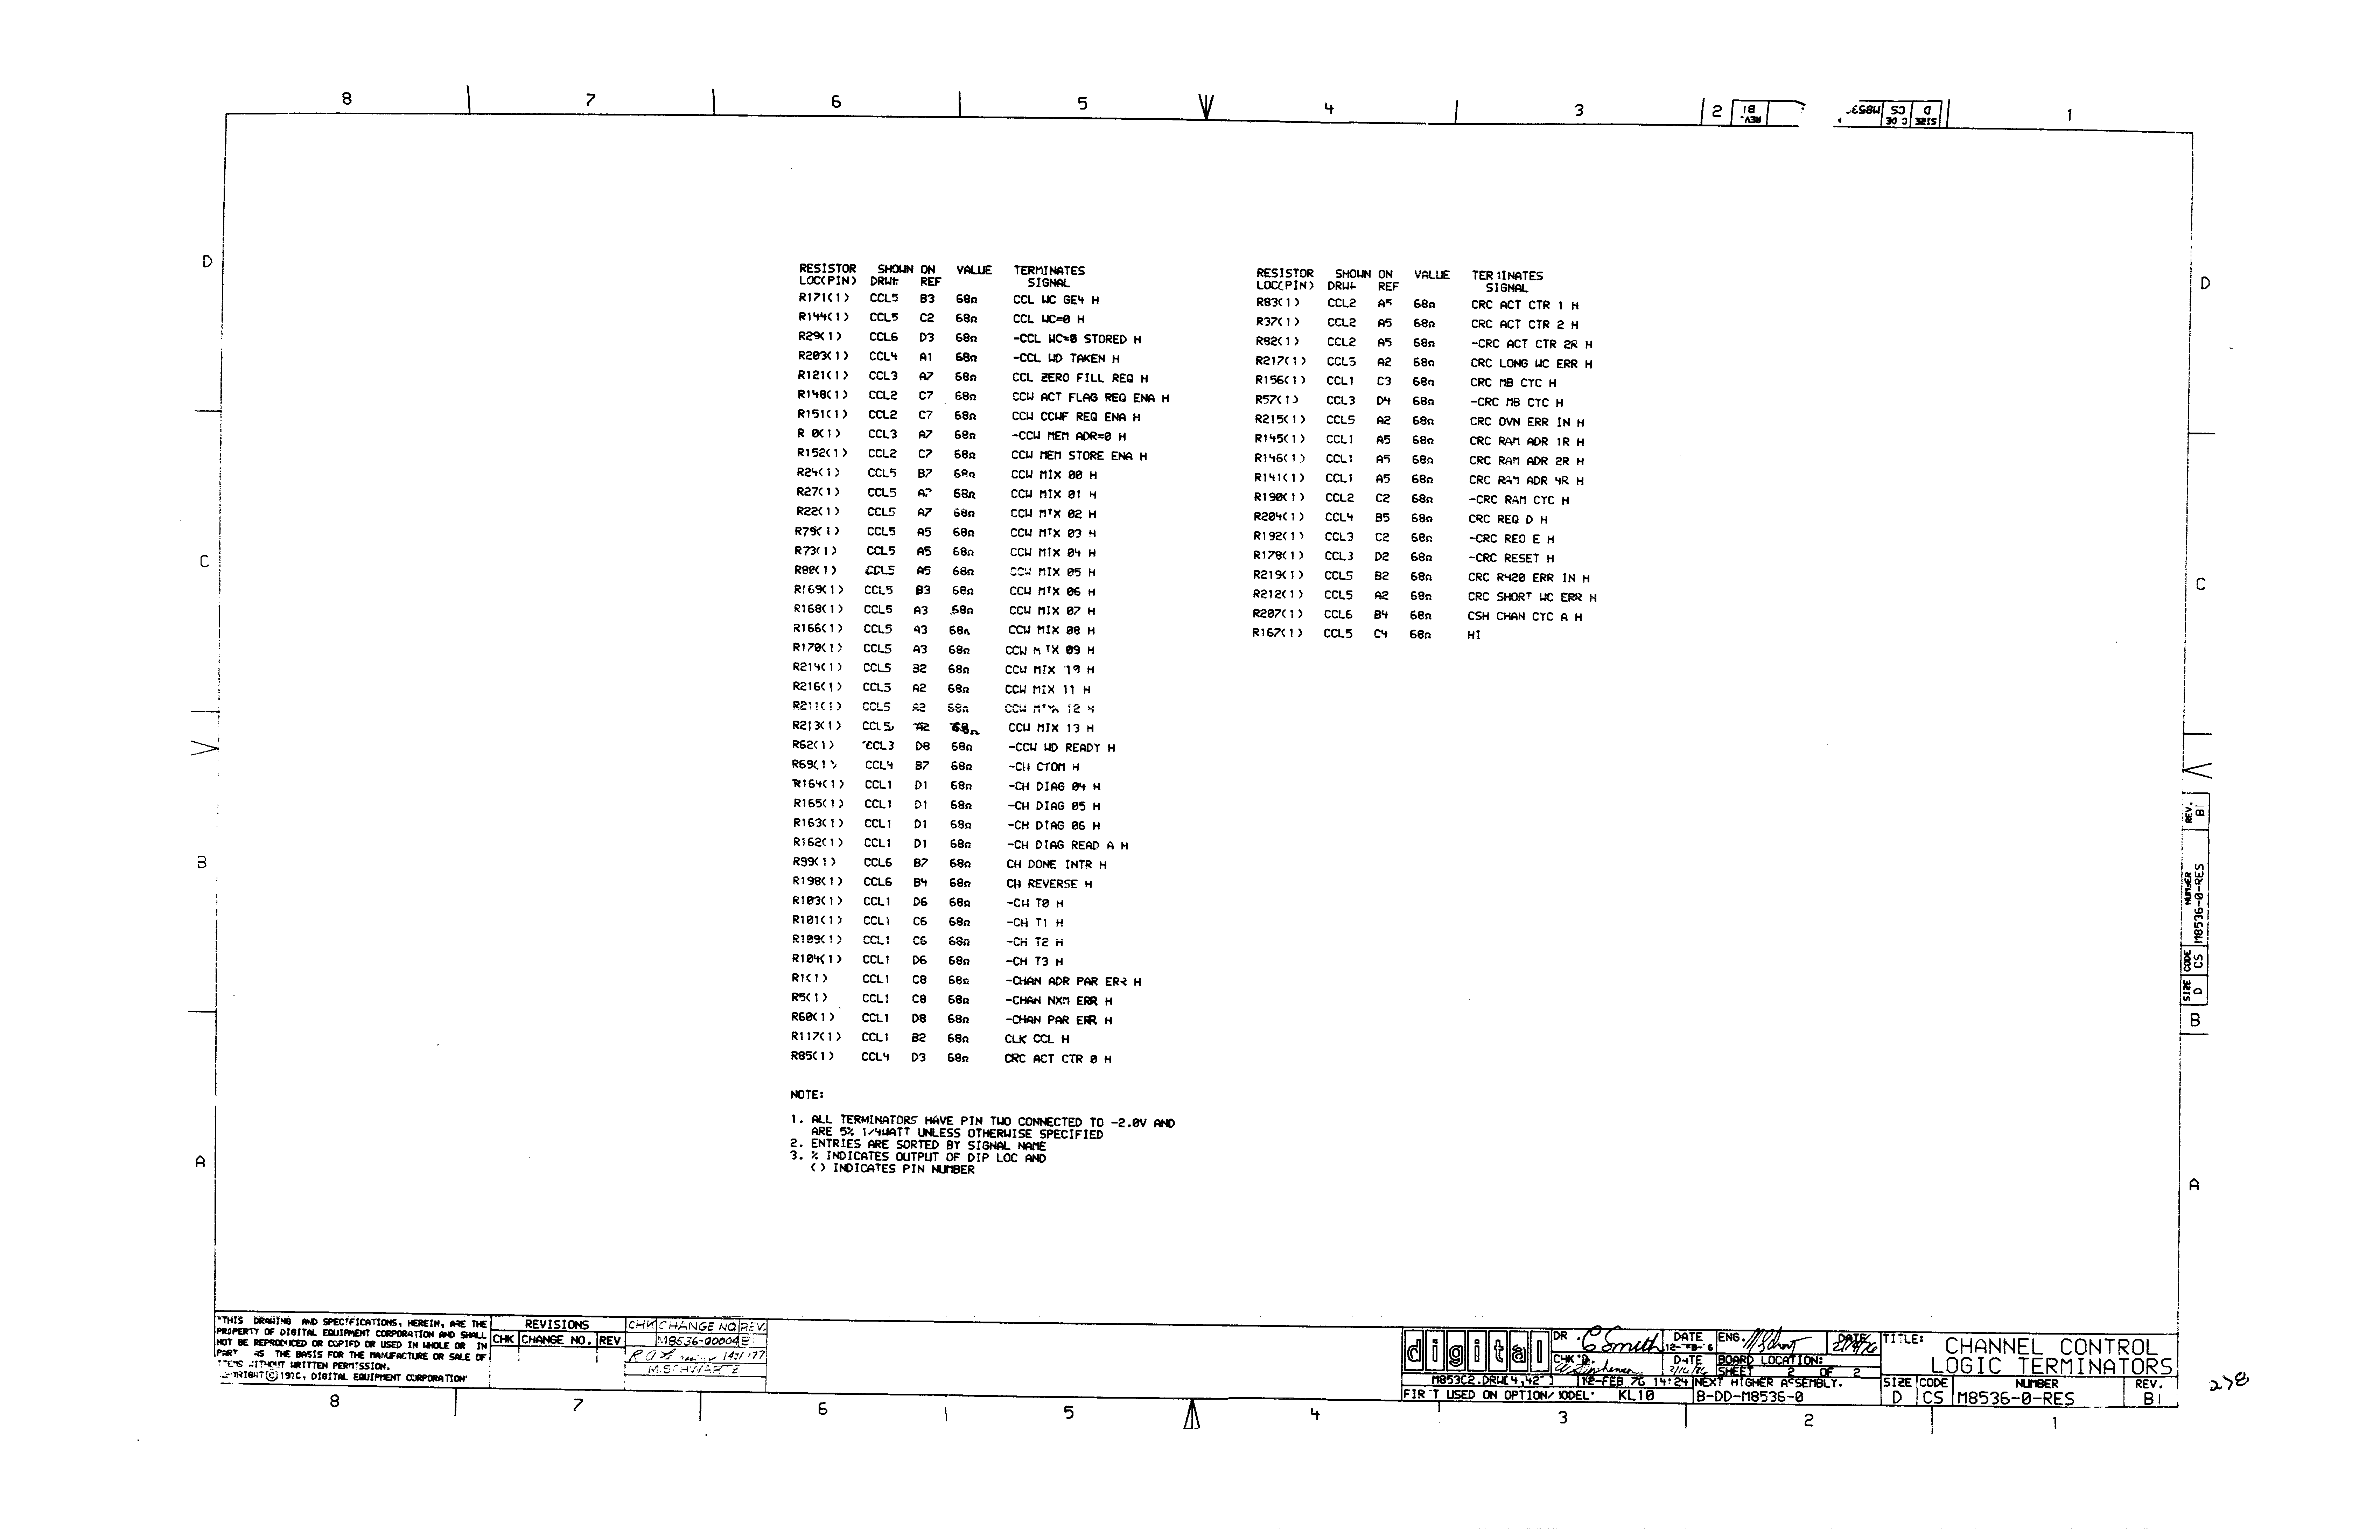 8 7 6 5 4 3 2 1
REV. B1
SIZE CODE
D CS M853
RESISTOR SHOWN ON VALUE TERMINATES
LOC(PIN) DRW# REF SIGNAL
R171(1) CCL5 B3 68Ω CCL WC GE4 H
R144(1) CCL5 C2 68Ω CCL WC=0 H
R29(1) CCL6 D3 68Ω -CCL WC=0 STORED H
R203(1) CCL4 A1 68Ω -CCL WD TAKEN H
R121(1) CCL3 A7 68Ω CCL ZERO FILL REQ H
R148(1) CCL2 C7 68Ω CCW ACT FLAG REQ ENA H
R151(1) CCL2 C7 68Ω CCW CCWF REQ ENA H
R 0(1) CCL3 A7 68Ω -CCW MEM ADR=0 H
R152(1) CCL2 C7 68Ω CCW MEM STORE ENA H
R24(1) CCL5 B7 68Ω CCW MIX 00 H
R27(1) CCL5 A7 68Ω CCW MIX 01 H
R22(1) CCL5 A7 68Ω CCW MIX 02 H
R79(1) CCL5 A5 68Ω CCW MIX 03 H
R73(1) CCL5 A5 68Ω CCW MIX 04 H
R80(1) CCL5 A5 68Ω CCW MIX 05 H
R169(1) CCL5 B3 68Ω CCW MIX 06 H
R168(1) CCL5 A3 68Ω CCW MIX 07 H
R166(1) CCL5 A3 68Ω CCW MIX 08 H
R170(1) CCL5 A3 68Ω CCW MIX 09 H
R214(1) CCL5 B2 68Ω CCW MIX 10 H
R216(1) CCL5 A2 68Ω CCW MIX 11 H
R211(1) CCL5 A2 68Ω CCW MIX 12 H
R213(1) CCL5 A2 68Ω CCW MIX 13 H
R62(1) CCL3 D8 68Ω -CCW WD READY H
R69(1) CCL4 B7 68Ω -CH CTOM H
R164(1) CCL1 D1 68Ω -CH DIAG 04 H
R165(1) CCL1 D1 68Ω -CH DIAG 05 H
R163(1) CCL1 D1 68Ω -CH DIAG 06 H
R162(1) CCL1 D1 68Ω -CH DIAG READ A H
R99(1) CCL6 B7 68Ω CH DONE INTR H
R198(1) CCL6 B4 68Ω CH REVERSE H
R103(1) CCL1 D6 68Ω -CH T0 H
R101(1) CCL1 C6 68Ω -CH T1 H
R109(1) CCL1 C6 68Ω -CH T2 H
R104(1) CCL1 D6 68Ω -CH T3 H
R1(1) CCL1 C8 68Ω -CHAN ADR PAR ERR H
R5(1) CCL1 C8 68Ω -CHAN NXM ERR H
R60(1) CCL1 D8 68Ω -CHAN PAR ERR H
R117(1) CCL1 B2 68Ω CLK CCL H
R85(1) CCL4 D3 68Ω CRC ACT CTR 0 H
RESISTOR SHOWN ON VALUE TERMINATES
LOC(PIN) DRW# REF SIGNAL
R83(1) CCL2 A5 68Ω CRC ACT CTR 1 H
R37(1) CCL2 A5 68Ω CRC ACT CTR 2 H
R82(1) CCL2 A5 68Ω -CRC ACT CTR 2R H
R217(1) CCL5 A2 68Ω CRC LONG WC ERR H
R156(1) CCL1 C3 68Ω CRC MB CYC H
R57(1) CCL3 D4 68Ω -CRC MB CYC H
R215(1) CCL5 A2 68Ω CRC OVN ERR IN H
R145(1) CCL1 A5 68Ω CRC RAM ADR 1R H
R146(1) CCL1 A5 68Ω CRC RAM ADR 2R H
R141(1) CCL1 A5 68Ω CRC RAM ADR 4R H
R190(1) CCL2 C2 68Ω -CRC RAM CYC H
R204(1) CCL4 B5 68Ω CRC REQ D H
R192(1) CCL3 C2 68Ω -CRC REQ E H
R178(1) CCL3 D2 68Ω -CRC RESET H
R219(1) CCL5 B2 68Ω CRC RH20 ERR IN H
R212(1) CCL5 A2 68Ω CRC SHORT WC ERR H
R207(1) CCL6 B4 68Ω CSH CHAN CYC A H
R167(1) CCL5 C4 68Ω HI
NOTE:
1. ALL TERMINATORS HAVE PIN TWO CONNECTED TO -2.0V AND
ARE 5% 1/4WATT UNLESS OTHERWISE SPECIFIED
2. ENTRIES ARE SORTED BY SIGNAL NAME
3. % INDICATES OUTPUT OF DIP LOC AND
() INDICATES PIN NUMBER
D
C
B
A
D
C
B
A
SIZE CODE NUMBER REV.
D CS M8536-0-RES B1
"THIS DRAWING AND SPECIFICATIONS, HEREIN, ARE THE
PROPERTY OF DIGITAL EQUIPMENT CORPORATION AND SHALL
NOT BE REPRODUCED OR COPIED OR USED IN WHOLE OR IN
PART AS THE BASIS FOR THE MANUFACTURE OR SALE OF
ITEMS WITHOUT WRITTEN PERMISSION.
COPYRIGHT © 1976, DIGITAL EQUIPMENT CORPORATION"
REVISIONS
CHK CHANGE NO. REV
CHK CHANGE NO REV.
M8536-00004 B
M. SCHWARTZ
digital
DR. C Smith DATE 12-FEB-76 ENG. DATE
CHK'D. DATE BOARD LOCATION:
SHEET 2 OF 2
M853C2.DRW[4,42 ] 12-FEB 76 14:24 NEXT HIGHER ASSEMBLY.
FIRST USED ON OPTION/MODEL: KL10 B-DD-M8536-0
TITLE: CHANNEL CONTROL
LOGIC TERMINATORS
SIZE CODE NUMBER REV.
D CS M8536-0-RES B1
278
8 7 6 5 4 3 2 1